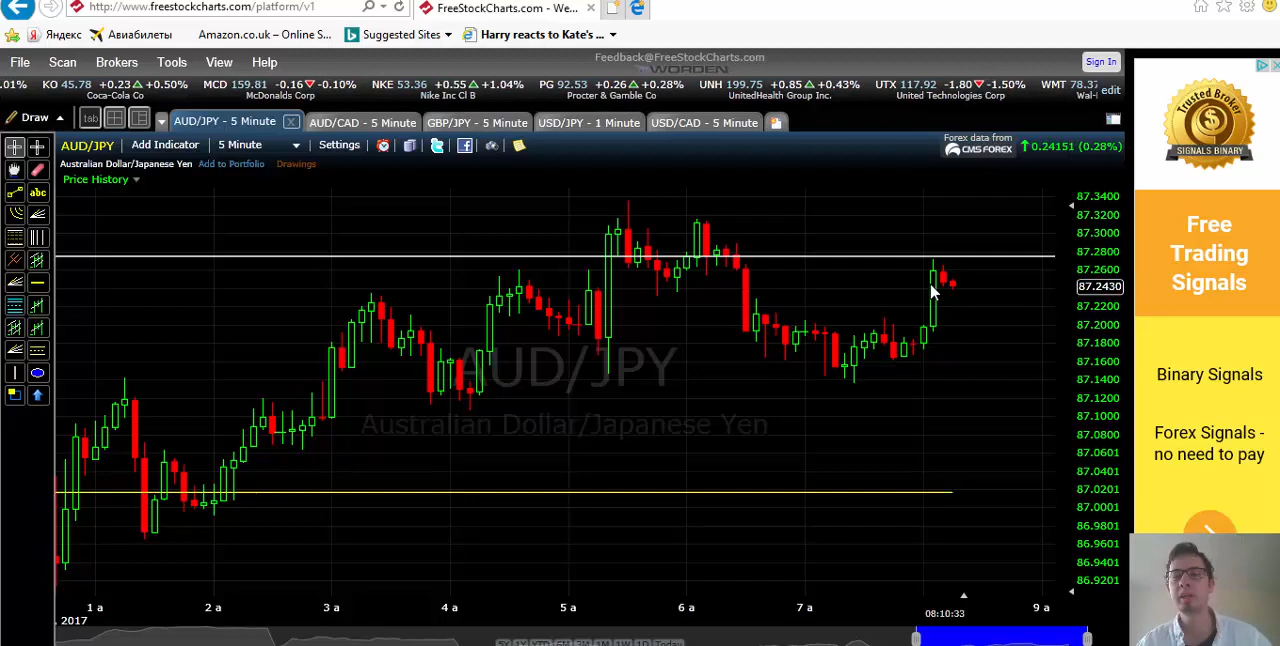 http://www.freestockcharts.com/platform/v1
FreeStockCharts.com - We...
Яндекс
Авиабилеты
Amazon.co.uk – Online S...
Suggested Sites
Harry reacts to Kate's ...
File Scan Brokers Tools View Help
Feedback@FreeStockCharts.com
WORDEN
Sign In
.01% KO 45.78 +0.23 +0.50% MCD 159.81 -0.16 -0.10% NKE 53.36 +0.55 +1.04% PG 92.53 +0.26 +0.28% UNH 199.75 +0.85 +0.43% UTX 117.92 -1.80 -1.50% WMT 78.37 edit
Coca-Cola Co McDonalds Corp Nike Inc Cl B Procter & Gamble Co UnitedHealth Group Inc. United Technologies Corp Wal-
Draw tab AUD/JPY - 5 Minute X AUD/CAD - 5 Minute GBP/JPY - 5 Minute USD/JPY - 1 Minute USD/CAD - 5 Minute
AUD/JPY Add Indicator 5 Minute Settings
Forex data from
CMS FOREX
0.24151 (0.28%)
Australian Dollar/Japanese Yen Add to Portfolio Drawings
Price History
abc
87.3400
87.3200
87.3000
87.2800
87.2600
87.2430
87.2200
87.2000
87.1800
87.1600
87.1400
87.1200
87.1000
87.0800
87.0601
87.0401
87.0201
87.0001
86.9801
86.9601
86.9401
86.9201
AUD/JPY
Australian Dollar/Japanese Yen
1 a 2 a 3 a 4 a 5 a 6 a 7 a 9 a
08:10:33
2017
Today
Trusted Broker
SIGNALS BINARY
Free
Trading
Signals
Binary Signals
Forex Signals -
no need to pay